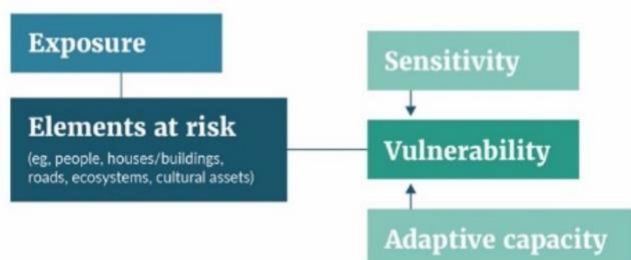 Exposure
Elements at risk
(eg, people, houses/buildings,
roads, ecosystems, cultural assets)
Sensitivity
Vulnerability
Adaptive capacity